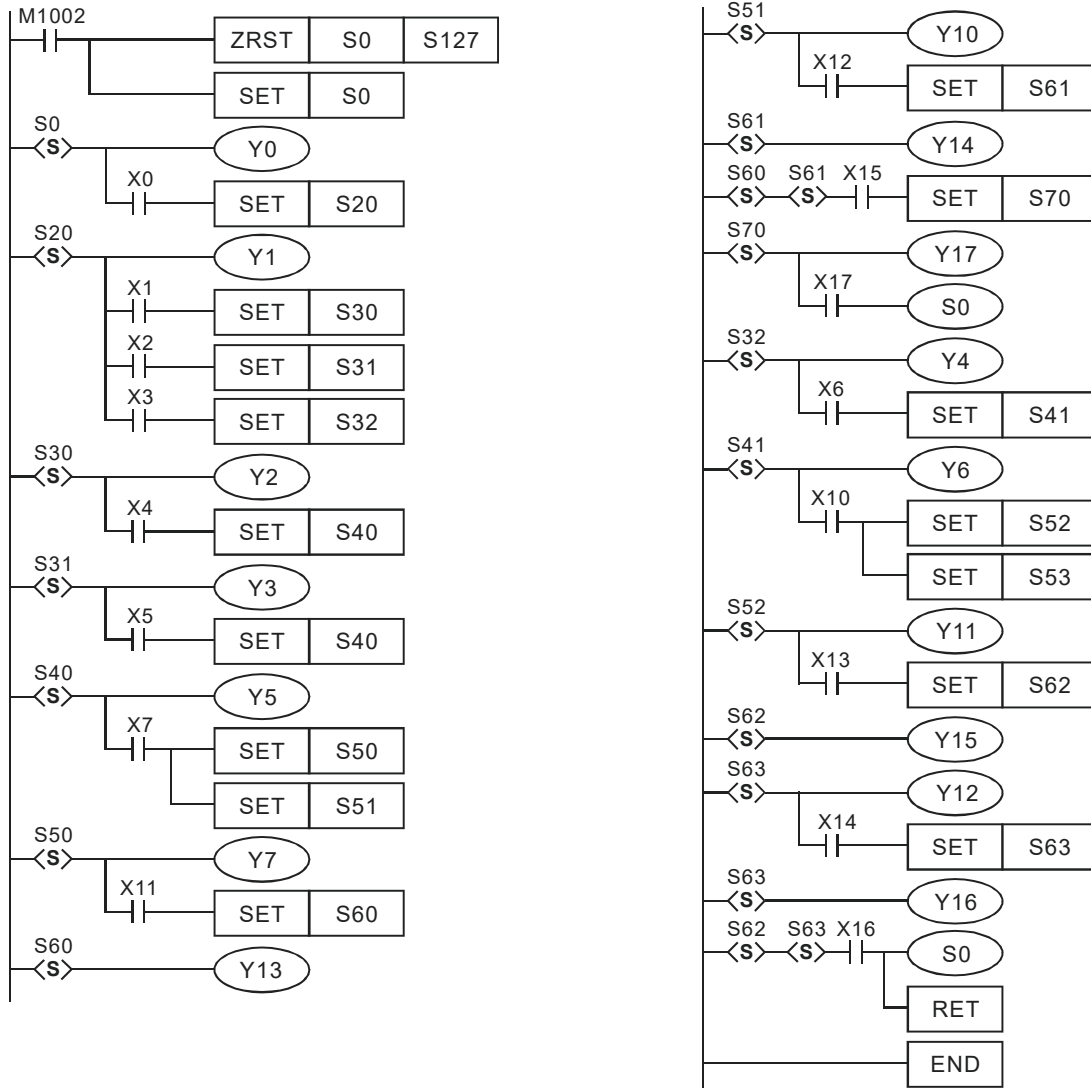 M1002
ZRST S0 S127
SET S0
S0
S Y0
X0
SET S20
S20
S Y1
X1
SET S30
X2
SET S31
X3
SET S32
S30
S Y2
X4
SET S40
S31
S Y3
X5
SET S40
S40
S Y5
X7
SET S50
SET S51
S50
S Y7
X11
SET S60
S60
S Y13
S51
S Y10
X12
SET S61
S61
S Y14
S60 S61 X15
S S SET S70
S70
S Y17
X17
S0
S32
S Y4
X6
SET S41
S41
S Y6
X10
SET S52
SET S53
S52
S Y11
X13
SET S62
S62
S Y15
S63
S Y12
X14
SET S63
S63
S Y16
S62 S63 X16
S S S0
RET
END